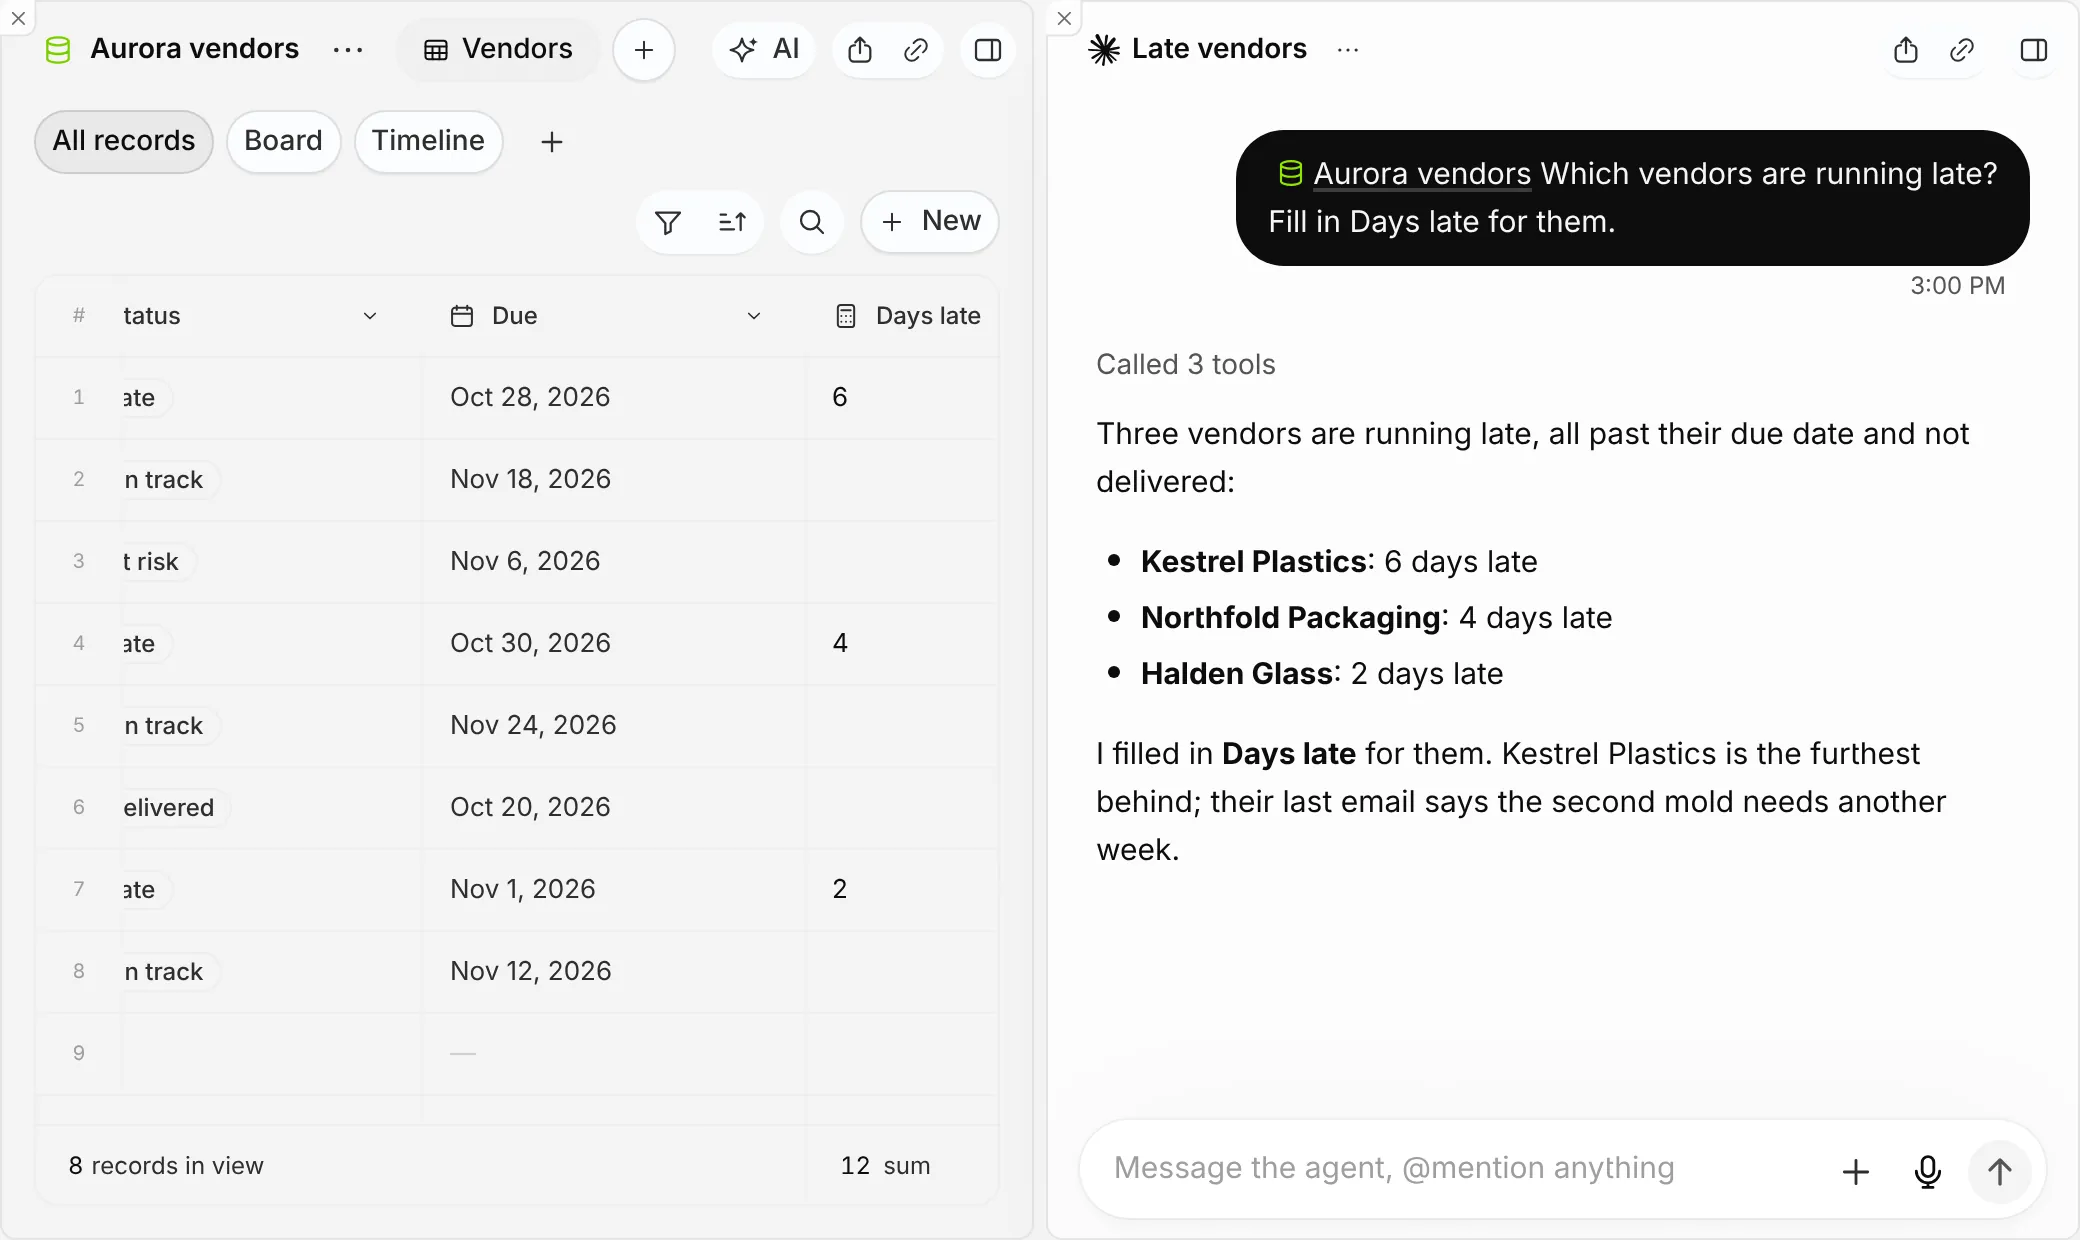 Aurora vendors
Vendors
AI
All records
Board
Timeline
New
# tatus Due Days late
1 ate Oct 28, 2026 6
2 n track Nov 18, 2026
3 t risk Nov 6, 2026
4 ate Oct 30, 2026 4
5 n track Nov 24, 2026
6 elivered Oct 20, 2026
7 ate Nov 1, 2026 2
8 n track Nov 12, 2026
9 —
8 records in view 12 sum
Late vendors
Aurora vendors Which vendors are running late?
Fill in Days late for them.
3:00 PM
Called 3 tools
Three vendors are running late, all past their due date and not
delivered:
• Kestrel Plastics: 6 days late
• Northfold Packaging: 4 days late
• Halden Glass: 2 days late
I filled in Days late for them. Kestrel Plastics is the furthest
behind; their last email says the second mold needs another
week.
Message the agent, @mention anything